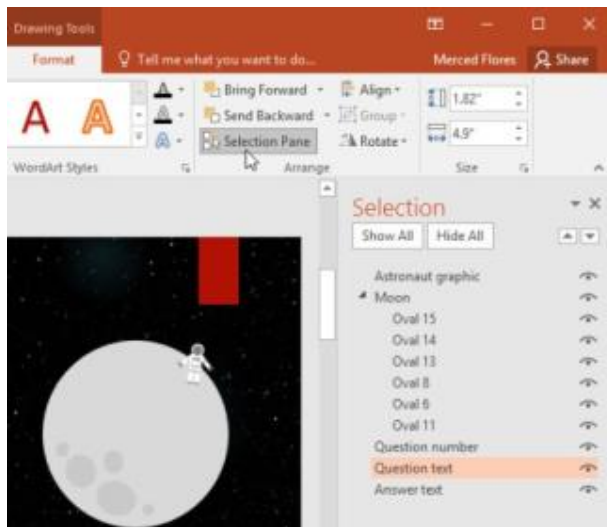 Drawing Tools
Format
Tell me what you want to do...
Merced Flores
Share
A A
Bring Forward
Align
1.82"
Send Backward
Group
Selection Pane
Rotate
4.9"
WordArt Styles
Arrange
Size
Selection
Show All
Hide All
Astronaut graphic
Moon
Oval 15
Oval 14
Oval 13
Oval 8
Oval 6
Oval 11
Question number
Question text
Answer text